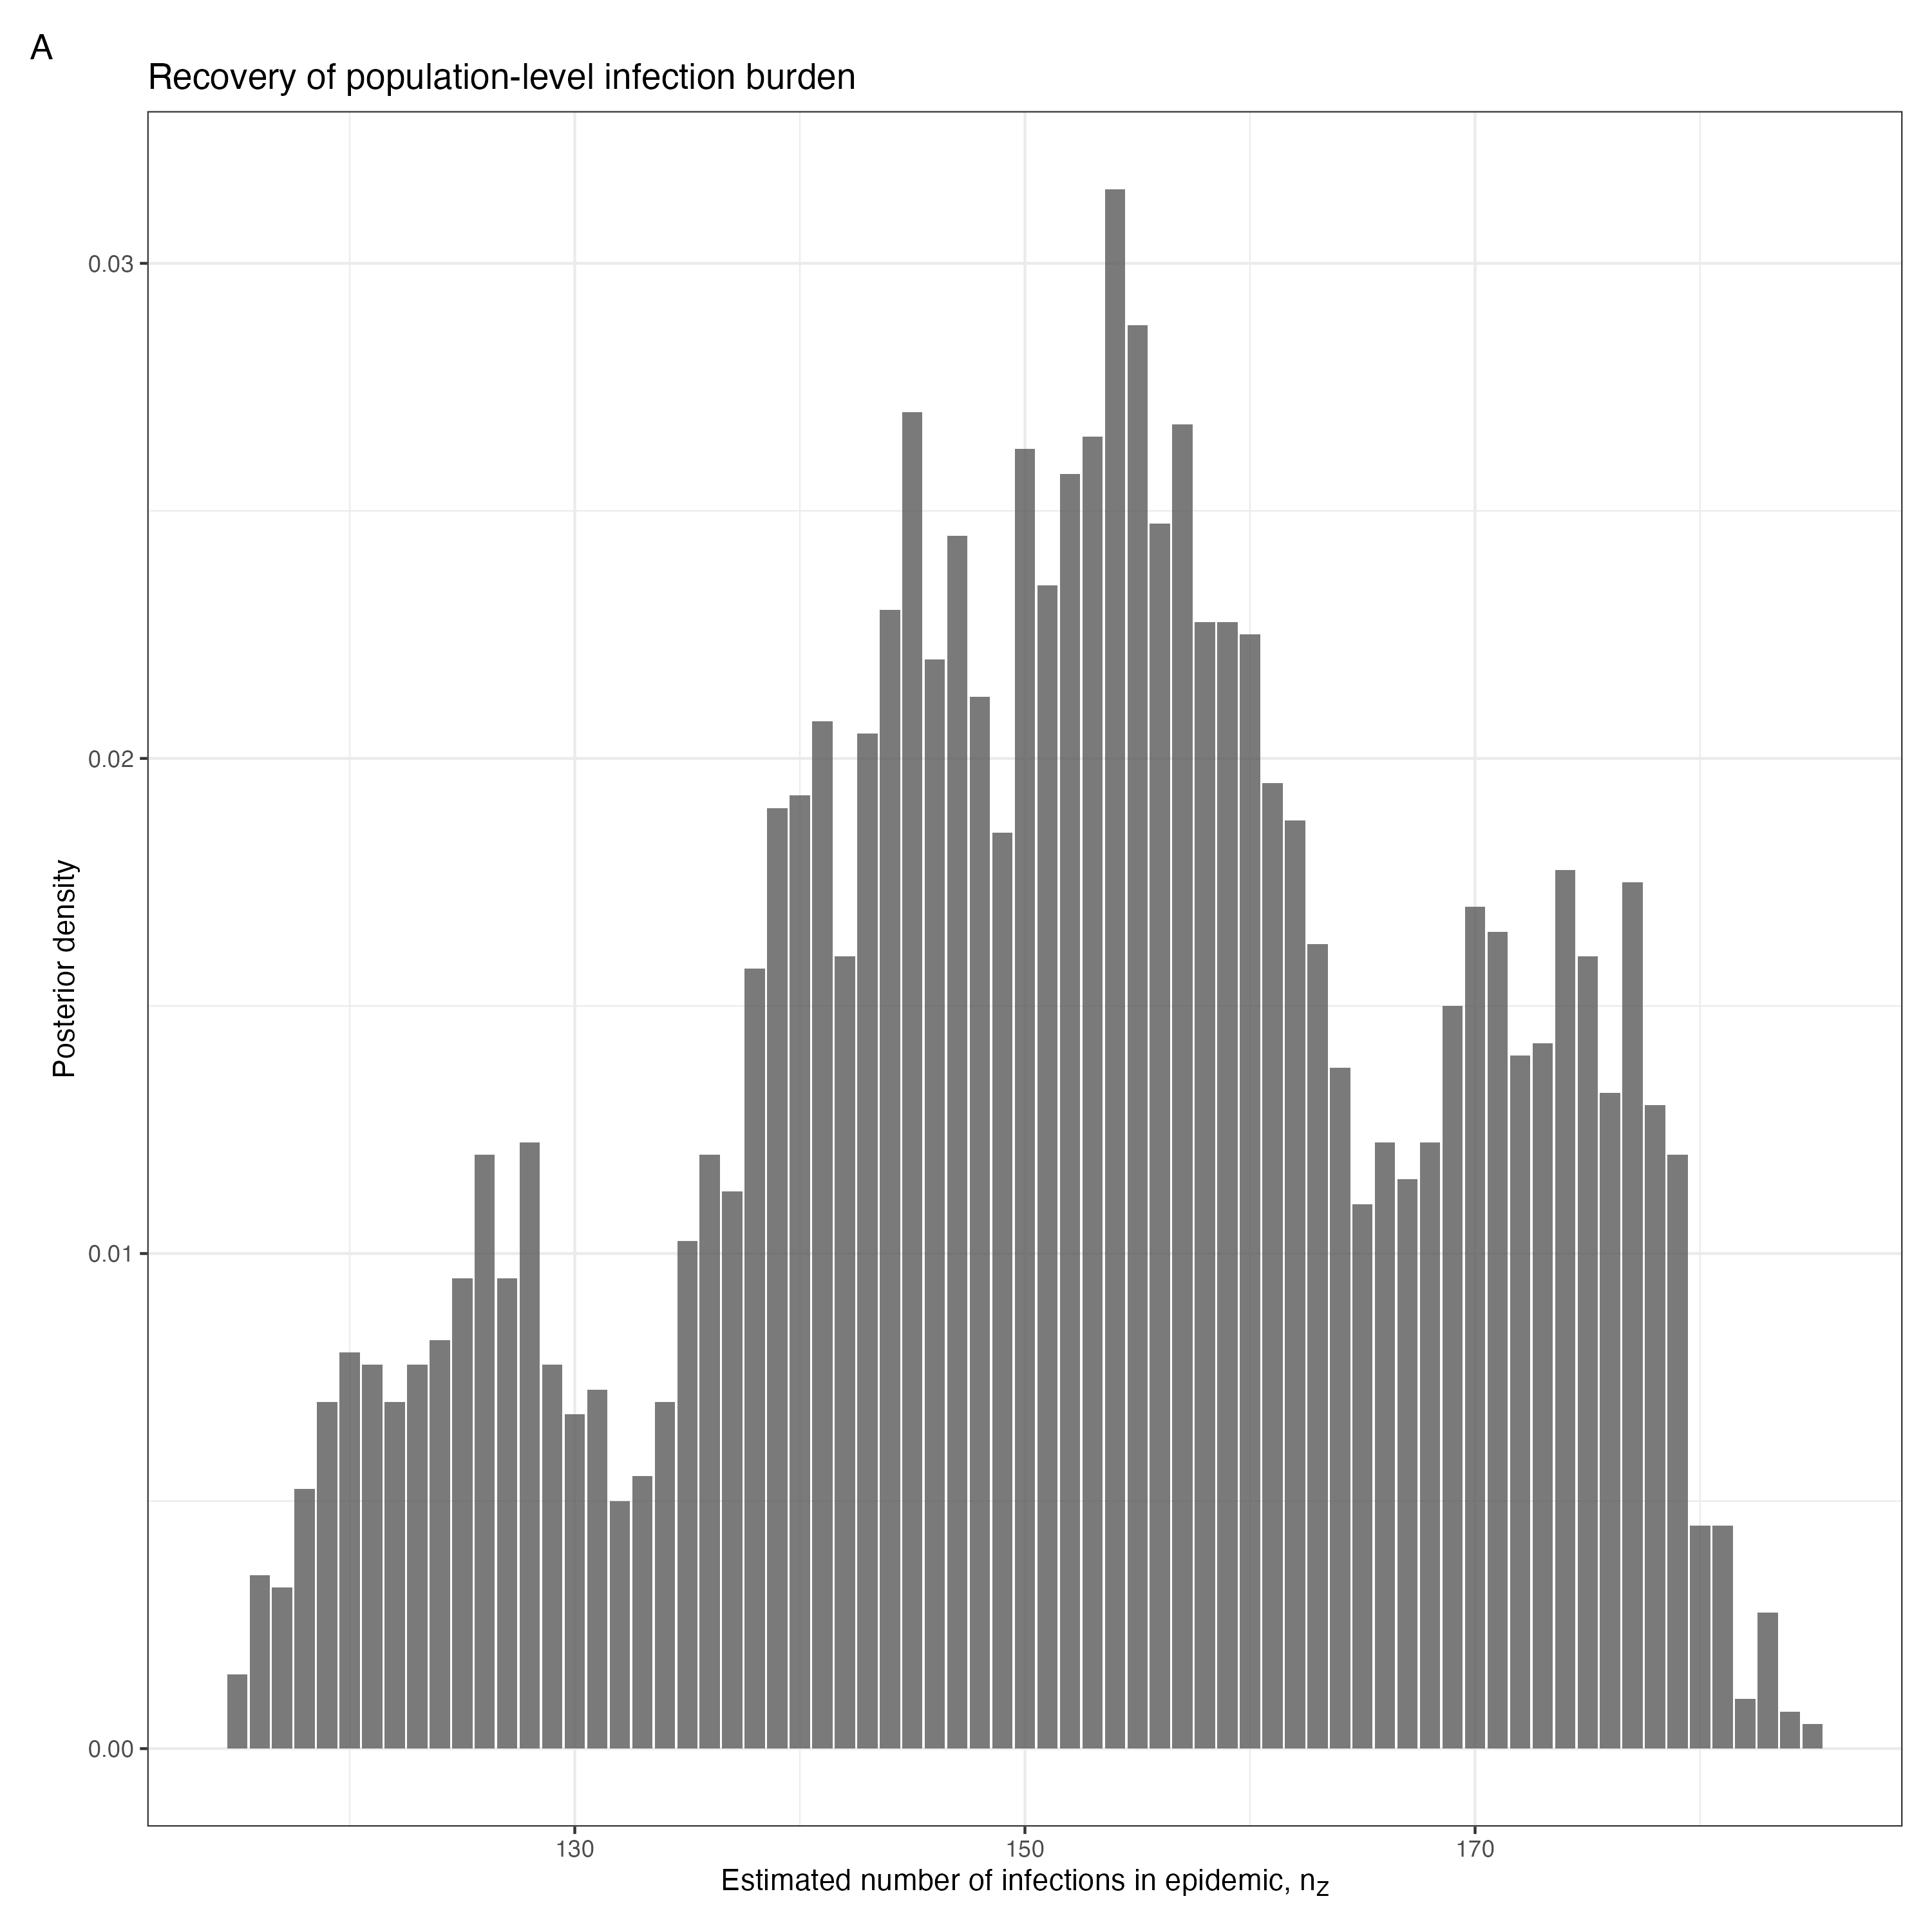 A
Recovery of population-level infection burden
0.03
0.02
0.01
0.00
Posterior density
130 150 170
Estimated number of infections in epidemic, nZ